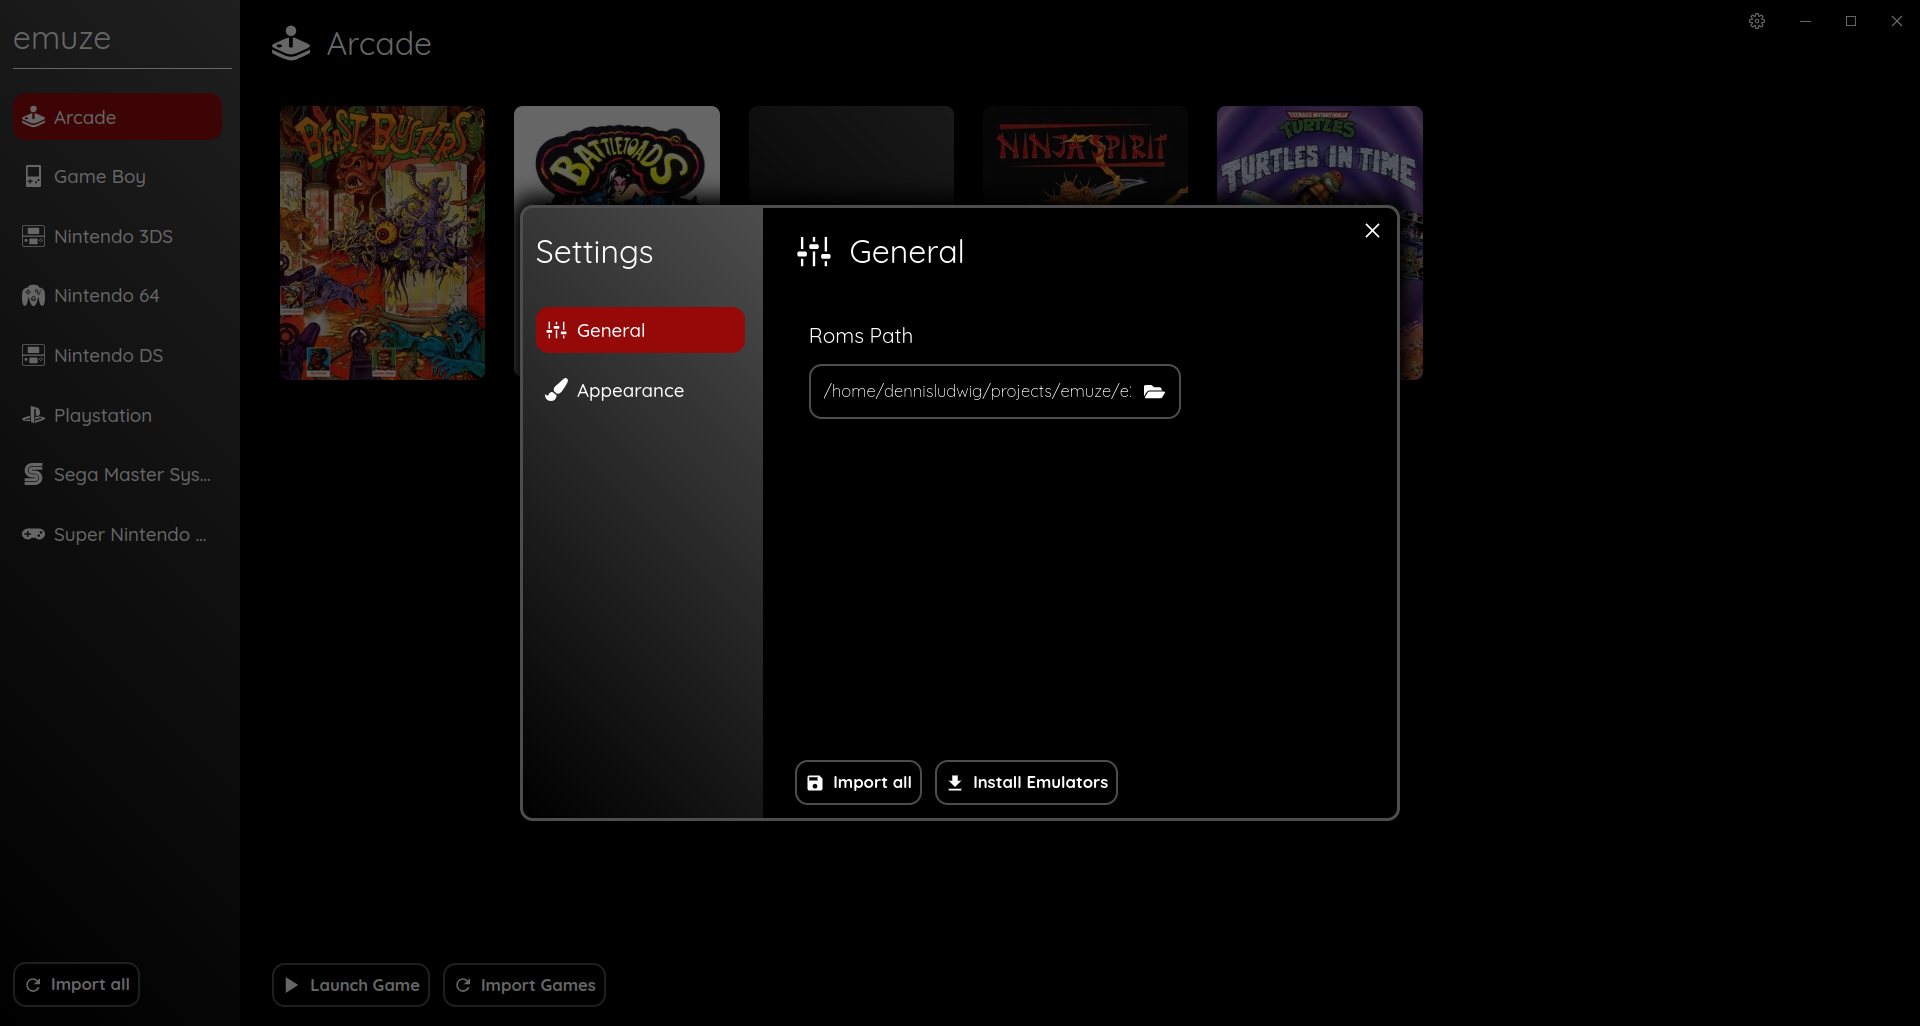 emuze
Arcade
Game Boy
Nintendo 3DS
Nintendo 64
Nintendo DS
Playstation
Sega Master Sys...
Super Nintendo ...
Import all
Arcade
BEAST BUSTERS
BATTLETOADS
NINJA SPIRIT
TEENAGE MUTANT NINJA
TURTLES
TURTLES IN TIME
Launch Game
Import Games
Settings
General
Appearance
General
Roms Path
/home/dennisludwig/projects/emuze/e
Import all
Install Emulators